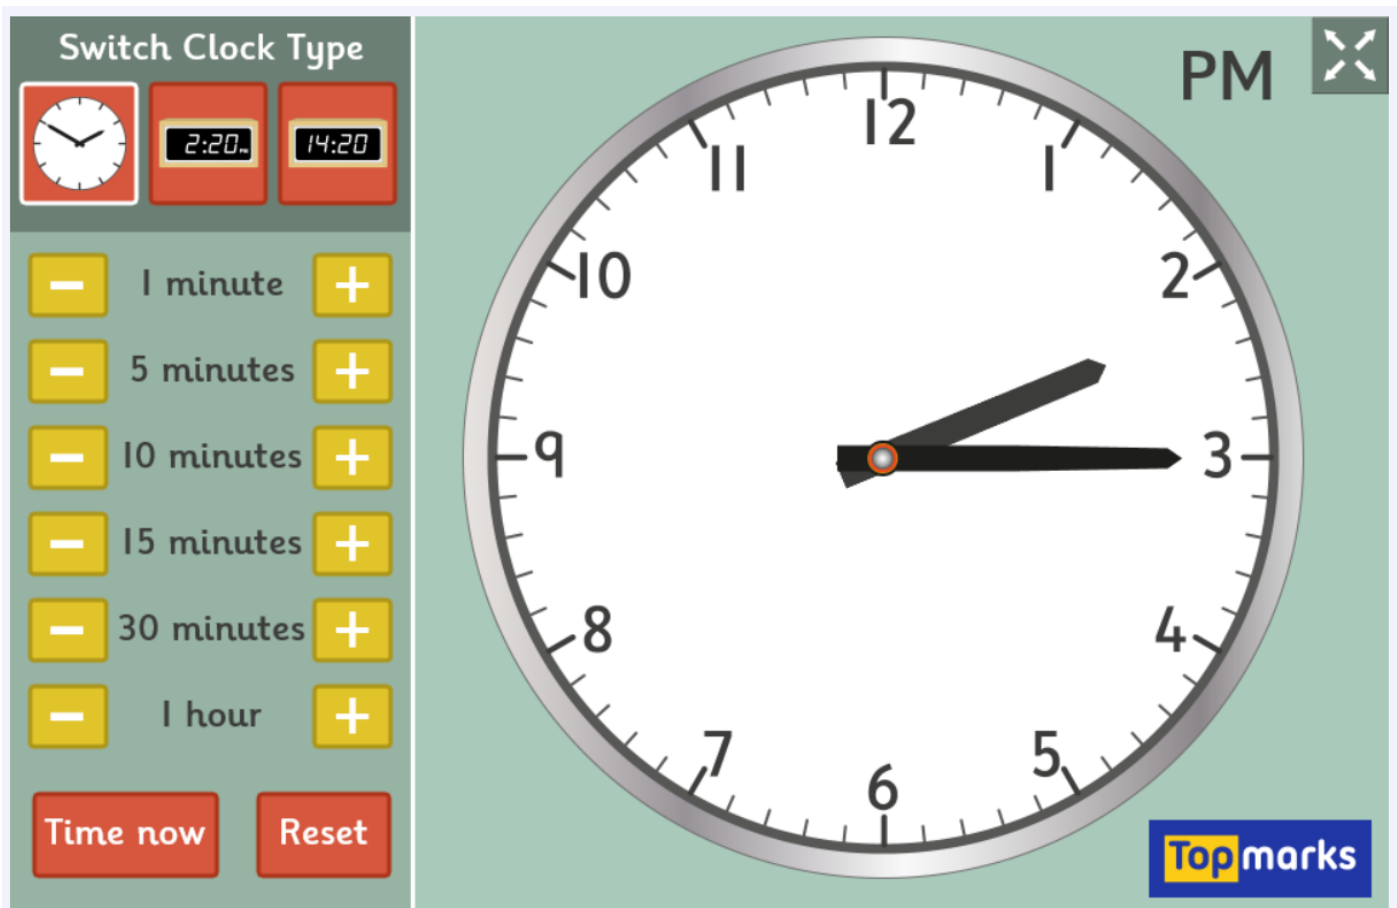 Switch Clock Type
2:20 PM
14:20
- 1 minute +
- 5 minutes +
- 10 minutes +
- 15 minutes +
- 30 minutes +
- 1 hour +
Time now
Reset
PM
12
1
2
3
4
5
6
7
8
9
10
11
Topmarks